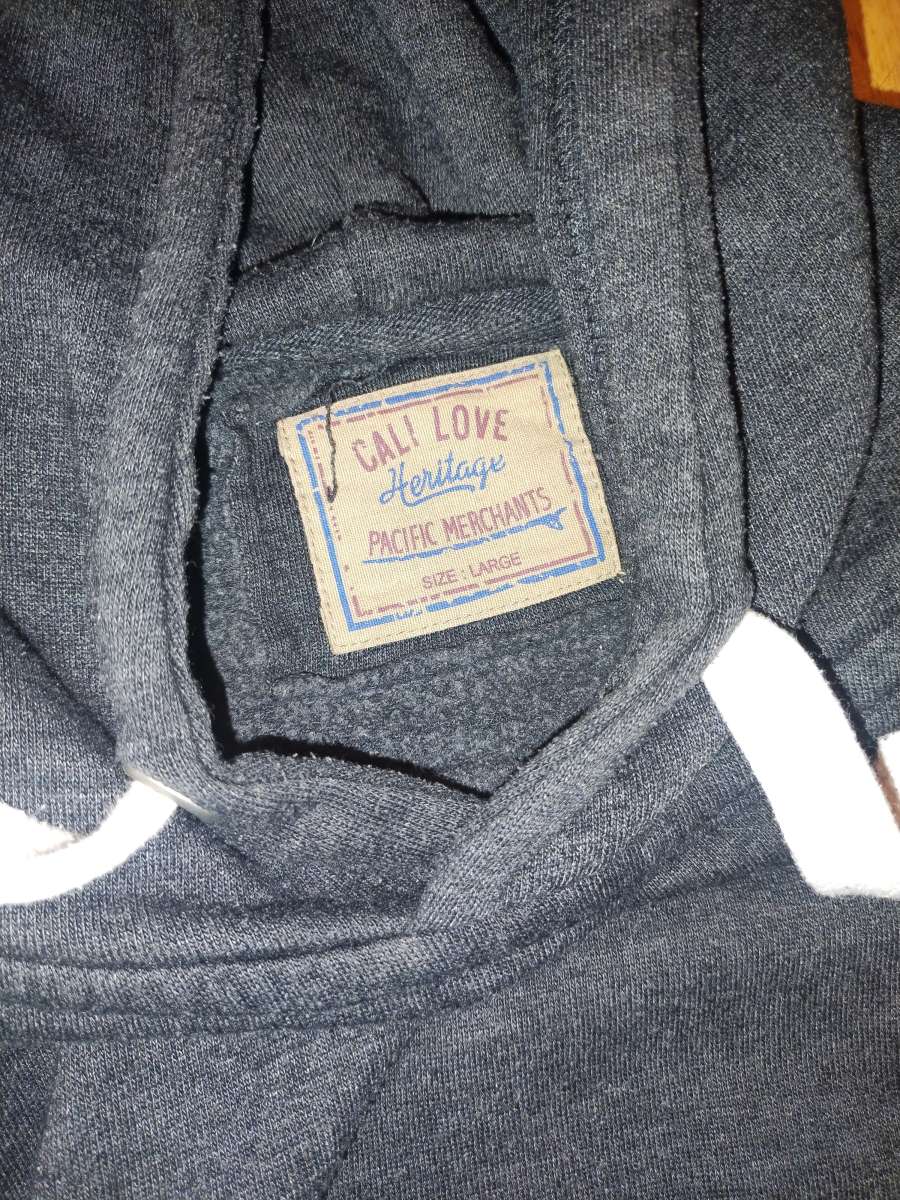 CALI LOVE
Heritage
PACIFIC MERCHANTS
SIZE : LARGE